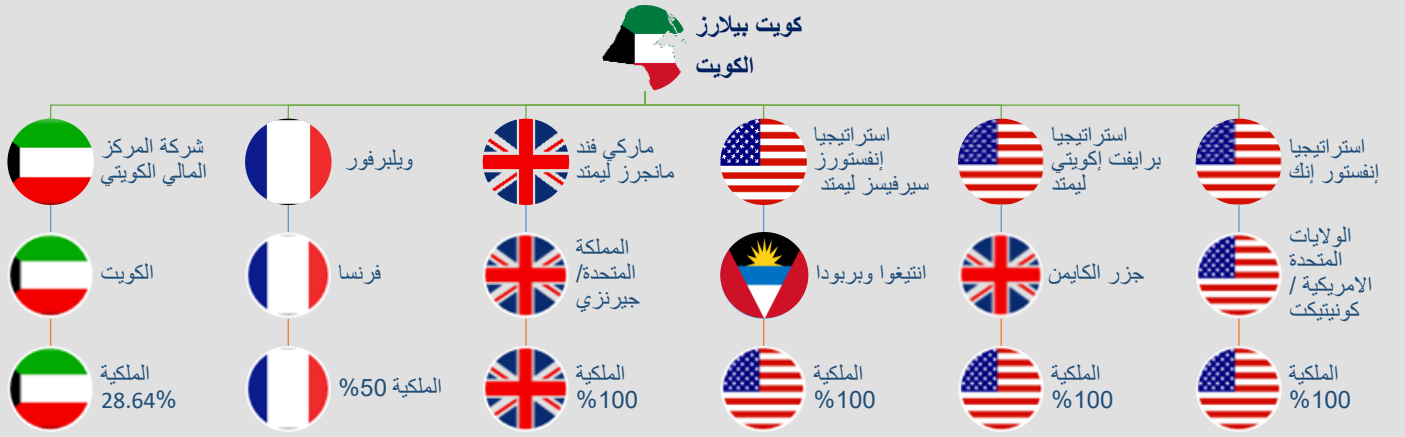 كويت بيلارز
الكويت
استراتيجيا
إنفستور إنك
استراتيجيا
برايفت إكويتي
ليمتد
استراتيجيا
إنفستورز
سيرفيسز ليمتد
ماركي فند
مانجرز ليمتد
ويلبرفور
شركة المركز
المالي الكويتي
الولايات
المتحدة
الامريكية /
كونيتيكت
جزر الكايمن
انتيغوا وبربودا
المملكة
المتحدة/
جيرنزي
فرنسا
الكويت
الملكية
%100
الملكية
%100
الملكية
%100
الملكية
%100
الملكية 50%
الملكية
28.64%